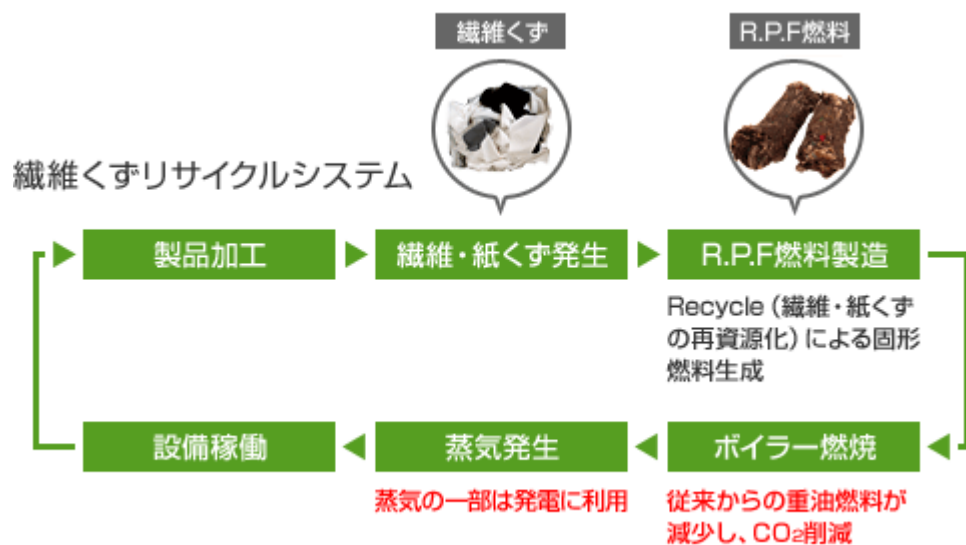 繊維くず
R.P.F燃料
繊維くずリサイクルシステム
製品加工
繊維・紙くず発生
R.P.F燃料製造
Recycle（繊維・紙くず
の再資源化）による固形
燃料生成
設備稼働
蒸気発生
ボイラー燃焼
蒸気の一部は発電に利用
従来からの重油燃料が
減少し、CO₂削減